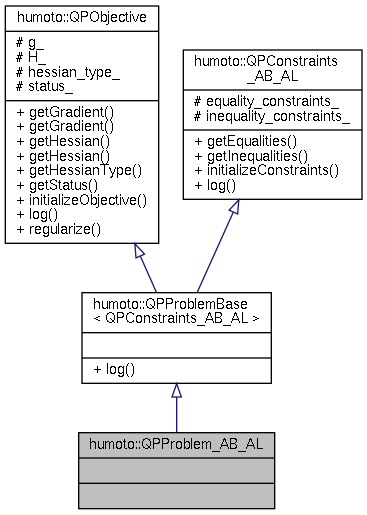 humoto::QPObjective
# g_
# H_
# hessian_type_
# status_
+ getGradient()
+ getGradient()
+ getHessian()
+ getHessian()
+ getHessianType()
+ getStatus()
+ initializeObjective()
+ log()
+ regularize()
humoto::QPConstraints
_AB_AL
# equality_constraints_
# inequality_constraints_
+ getEqualities()
+ getInequalities()
+ initializeConstraints()
+ log()
humoto::QPProblemBase
< QPConstraints_AB_AL >
+ log()
humoto::QPProblem_AB_AL